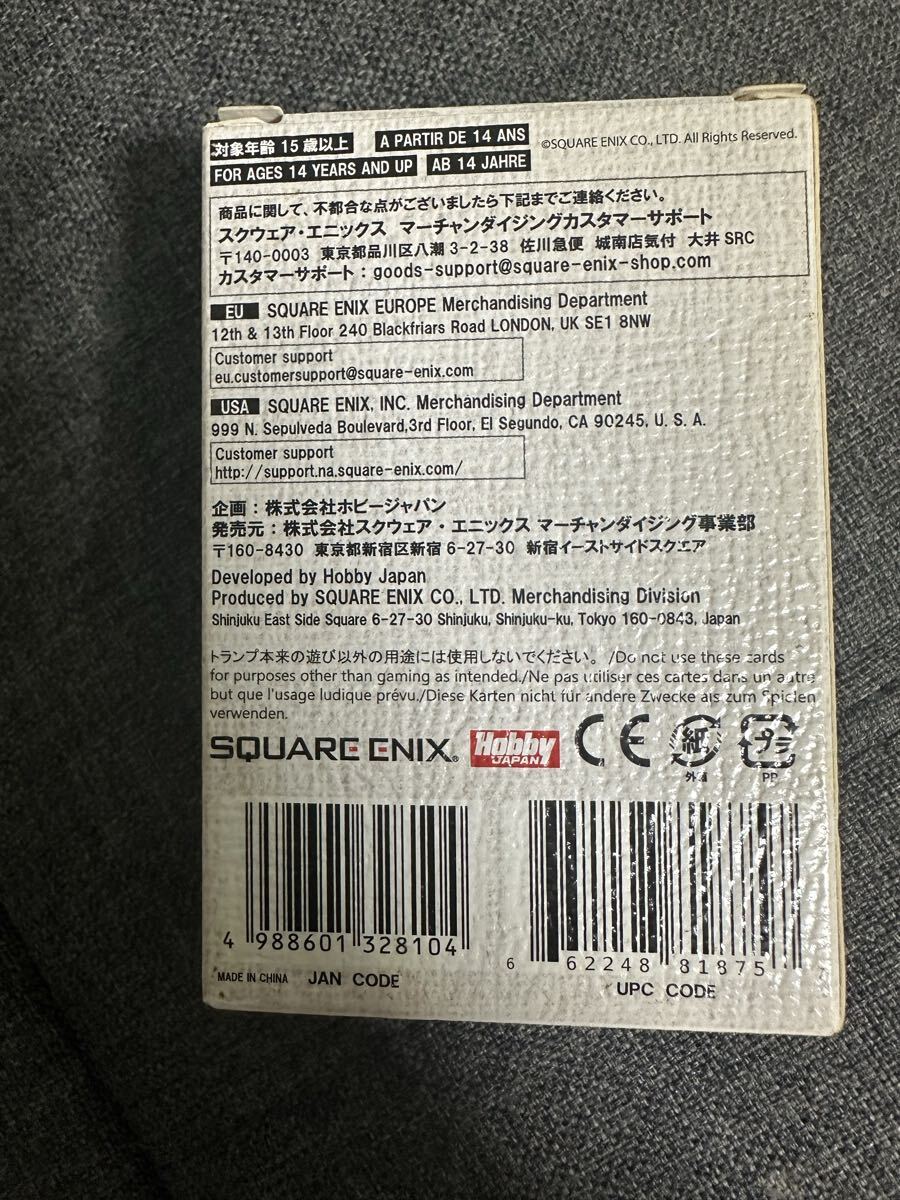 対象年齢 15 歳以上 A PARTIR DE 14 ANS ©SQUARE ENIX CO., LTD. All Rights Reserved.
FOR AGES 14 YEARS AND UP AB 14 JAHRE
商品に関して、不都合な点がございましたら下記までご連絡ください。
スクウェア・エニックス マーチャンダイジングカスタマーサポート
〒140-0003 東京都品川区八潮 3-2-38 佐川急便 城南店気付 大井 SRC
カスタマーサポート : goods-support@square-enix-shop.com
EU SQUARE ENIX EUROPE Merchandising Department
12th & 13th Floor 240 Blackfriars Road LONDON, UK SE1 8NW
Customer support
eu.customersupport@square-enix.com
USA SQUARE ENIX, INC. Merchandising Department
999 N. Sepulveda Boulevard,3rd Floor, El Segundo, CA 90245, U. S. A.
Customer support
http://support.na.square-enix.com/
企画 : 株式会社ホビージャパン
発売元 : 株式会社スクウェア・エニックス マーチャンダイジング事業部
〒160-8430 東京都新宿区新宿 6-27-30 新宿イーストサイドスクエア
Developed by Hobby Japan
Produced by SQUARE ENIX CO., LTD. Merchandising Division
Shinjuku East Side Square 6-27-30 Shinjuku, Shinjuku-ku, Tokyo 160-0843, Japan
トランプ本来の遊び以外の用途には使用しないでください。 /Do not use these cards
for purposes other than gaming as intended./Ne pas utiliser ces cartes dans un autre
but que l'usage ludique prévu./Diese Karten nicht für andere Zwecke als zum Spielen
verwenden.
SQUARE ENIX. Hobby JAPAN CE 紙 プラ
外箱 PP
4 988601 328104
6 62248 81875 7
MADE IN CHINA JAN CODE
UPC CODE